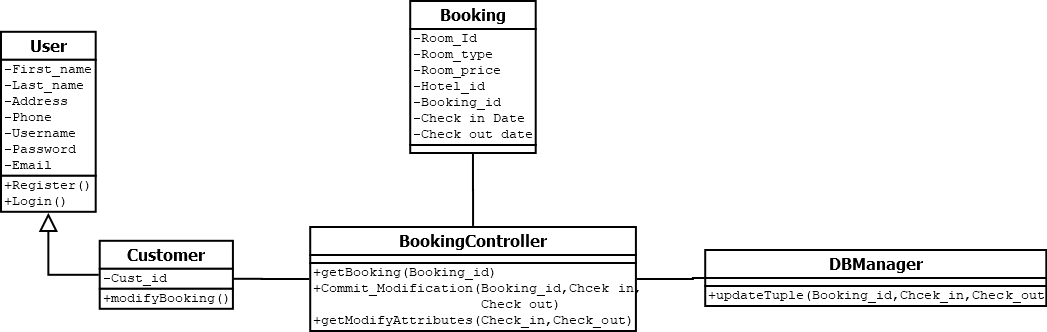 Booking
-Room_Id
-Room_type
-Room_price
-Hotel_id
-Booking_id
-Check in Date
-Check out date
User
-First_name
-Last_name
-Address
-Phone
-Username
-Password
-Email
+Register()
+Login()
Customer
-Cust_id
+modifyBooking()
BookingController
+getBooking(Booking_id)
+Commit_Modification(Booking_id,Chcek in,
Check out)
+getModifyAttributes(Check_in,Check_out)
DBManager
+updateTuple(Booking_id,Chcek_in,Check_out